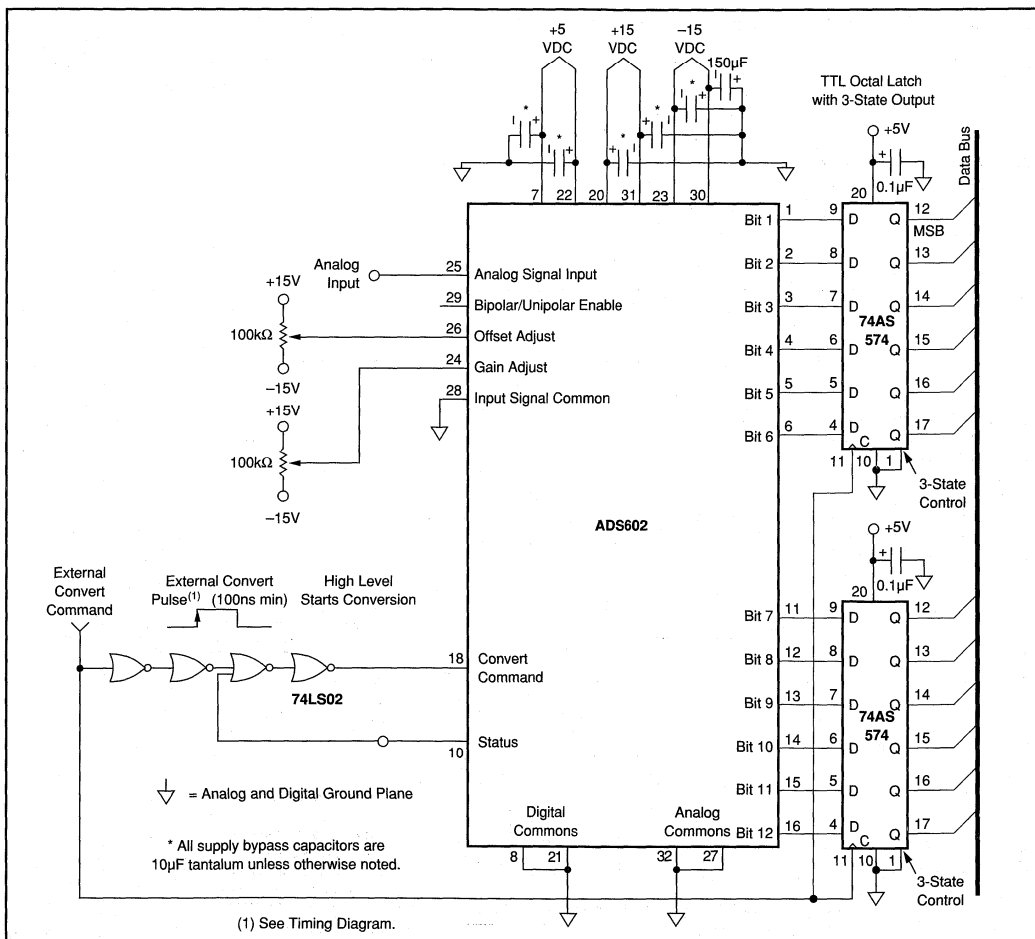 +5 VDC
+15 VDC
–15 VDC
150µF
* + * + * + * + * +
TTL Octal Latch
with 3-State Output
+5V
0.1µF
Data Bus
7 22 20 31 23 30
20
Analog Input
25 Analog Signal Input
29 Bipolar/Unipolar Enable
26 Offset Adjust
24 Gain Adjust
28 Input Signal Common
+15V
100kΩ
–15V
+15V
100kΩ
–15V
ADS602
Bit 1 1 9 D Q 12
MSB
Bit 2 2 8 D Q 13
Bit 3 3 7 D Q 14
74AS
574
Bit 4 4 6 D Q 15
Bit 5 5 5 D Q 16
Bit 6 6 4 D Q 17
C
11 10 1
3-State
Control
+5V
0.1µF
20
External
Convert
Command
External Convert
Pulse(1) (100ns min)
High Level
Starts Conversion
74LS02
18 Convert
Command
10 Status
Bit 7 11 9 D Q 12
Bit 8 12 8 D Q 13
Bit 9 13 7 D Q 14
74AS
574
Bit 10 14 6 D Q 15
Bit 11 15 5 D Q 16
Bit 12 16 4 D Q 17
C
11 10 1
3-State
Control
= Analog and Digital Ground Plane
* All supply bypass capacitors are
10µF tantalum unless otherwise noted.
Digital
Commons
8 21
Analog
Commons
32 27
(1) See Timing Diagram.